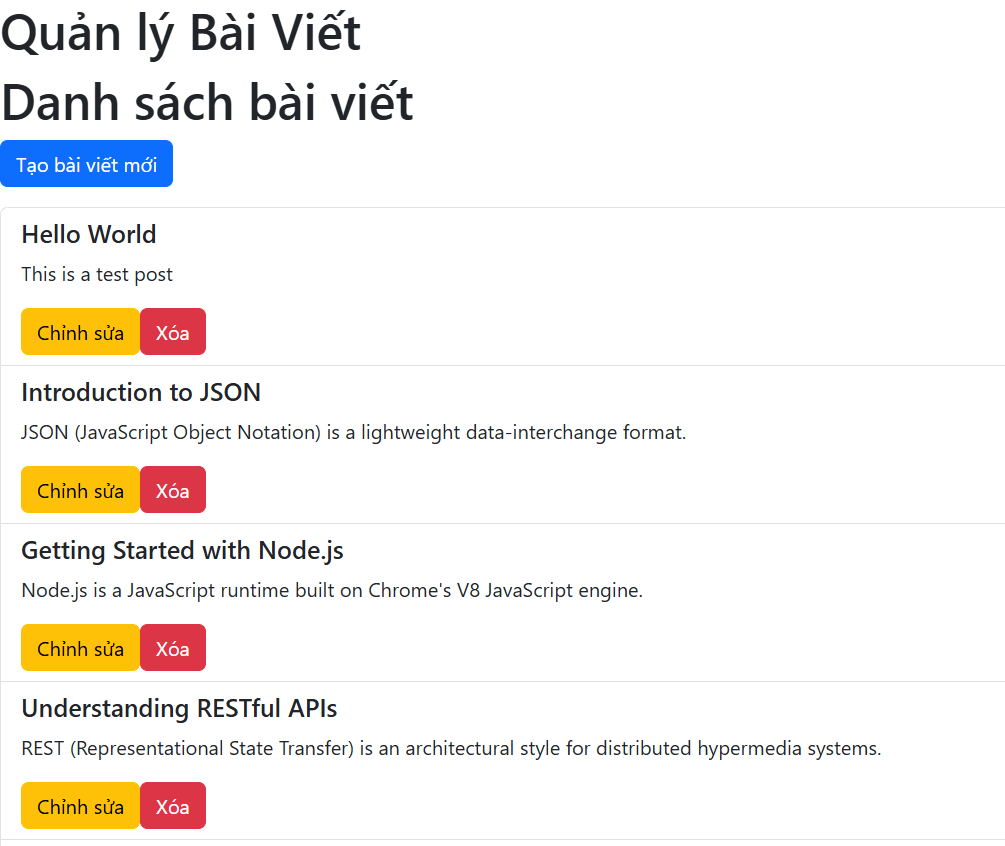 Quản lý Bài Viết
Danh sách bài viết
Tạo bài viết mới
Hello World
This is a test post
Chỉnh sửa Xóa
Introduction to JSON
JSON (JavaScript Object Notation) is a lightweight data-interchange format.
Chỉnh sửa Xóa
Getting Started with Node.js
Node.js is a JavaScript runtime built on Chrome's V8 JavaScript engine.
Chỉnh sửa Xóa
Understanding RESTful APIs
REST (Representational State Transfer) is an architectural style for distributed hypermedia systems.
Chỉnh sửa Xóa